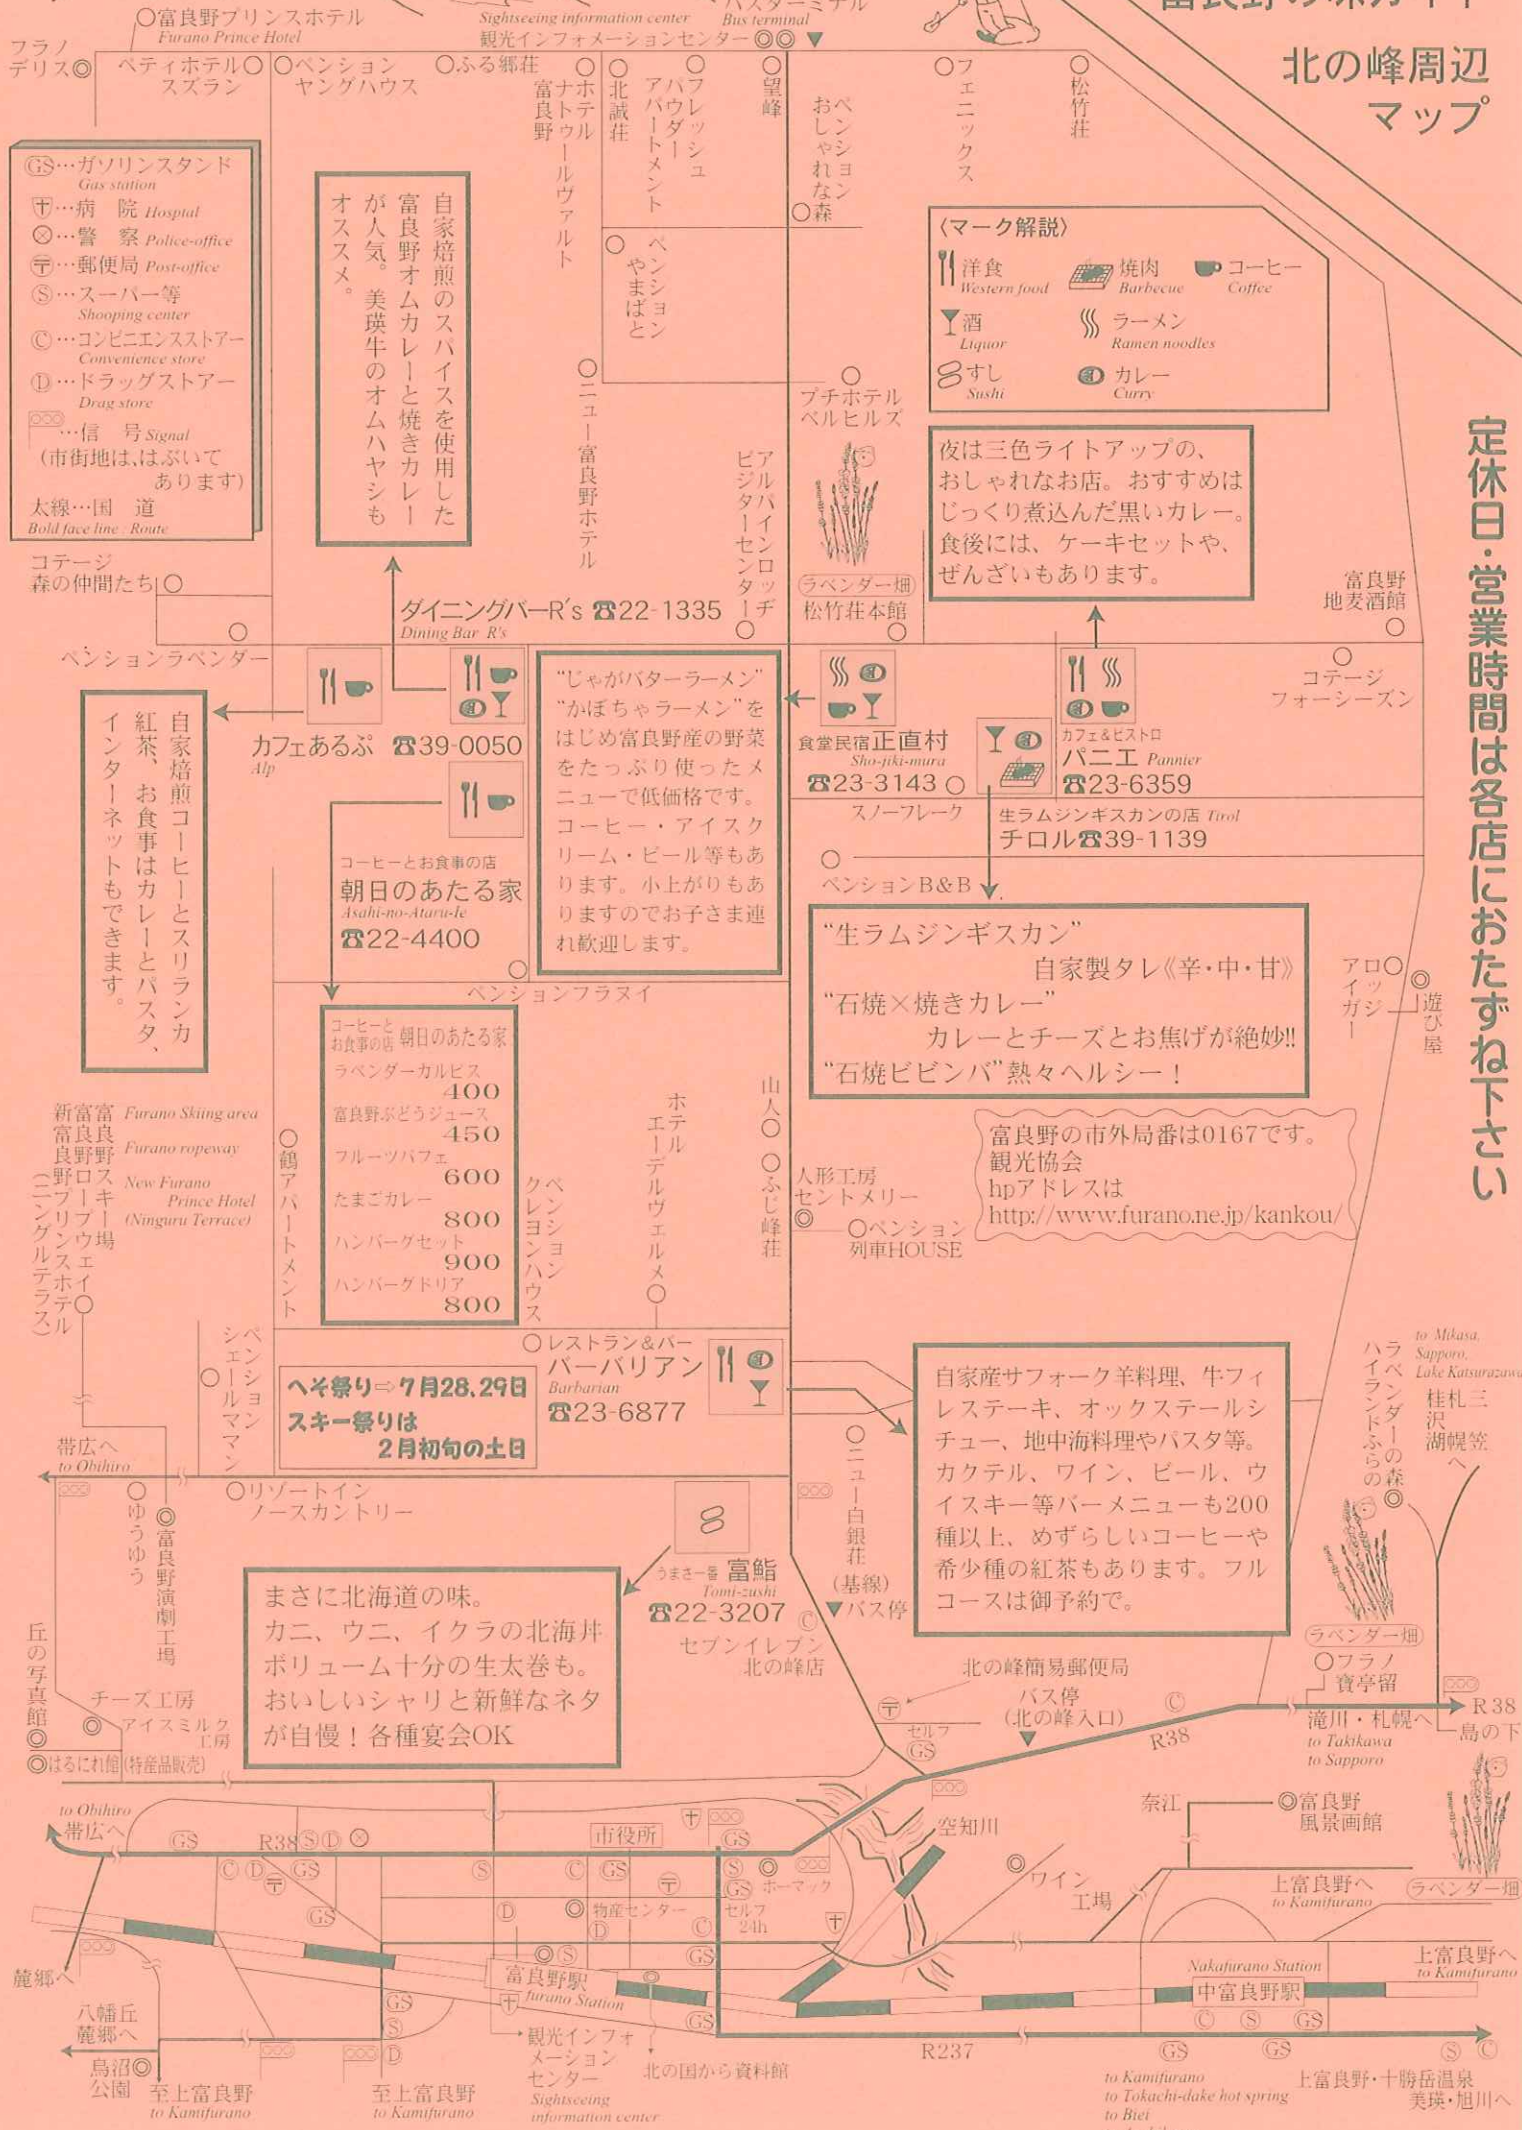 北の峰周辺
マップ
定休日・営業時間は各店におたずね下さい
富良野プリンスホテル
Furano Prince Hotel
Sightseeing information center
観光インフォメーションセンター
バスターミナル
Bus terminal
フラノ
デリス
ペティホテル
スズラン
ペンション
ヤングハウス
ふる郷荘
ホテル
ナトゥールヴァルト
富良野
北誠荘
フレッシュ
パウダー
アパートメント
望峰
ペンション
おしゃれな森
フェニックス
松竹荘
GS…ガソリンスタンド
Gas station
…病 院 Hosptal
…警 察 Police-office
〒…郵便局 Post-office
Ⓢ…スーパー等
Shooping center
Ⓒ…コンビニエンスストアー
Convenience store
Ⓓ…ドラッグストアー
Drag store
…信 号 Signal
(市街地は、はぶいて
あります)
太線…国 道
Bold face line : Route
自家焙煎のスパイスを使用した
富良野オムカレーと焼きカレー
が人気。美瑛牛のオムハヤシも
オススメ。
ペンション
やまばと
〈マーク解説〉
洋食
Western food
焼肉
Barbecue
コーヒー
Coffce
酒
Liquor
ラーメン
Ramen noodles
すし
Sushi
カレー
Curry
ニュー富良野ホテル
プチホテル
ベルヒルズ
アルパインロッヂ
ビジターセンター
ラベンダー畑
松竹荘本館
夜は三色ライトアップの、
おしゃれなお店。おすすめは
じっくり煮込んだ黒いカレー。
食後には、ケーキセットや、
ぜんざいもあります。
富良野
地麦酒館
コテージ
フォーシーズン
コテージ
森の仲間たち
ペンションラベンダー
ダイニングバーR's ☎22-1335
Dining Bar R's
カフェあるぷ ☎39-0050
Alp
自家焙煎コーヒーとスリランカ
紅茶、お食事はカレーとパスタ、
インターネットもできます。
コーヒーとお食事の店
朝日のあたる家
Asahi-no-Ataru-Ie
☎22-4400
“じゃがバターラーメン”
“かぼちゃラーメン”を
はじめ富良野産の野菜
をたっぷり使ったメ
ニューで低価格です。
コーヒー・アイスク
リーム・ビール等もあ
ります。小上がりもあ
りますのでお子さま連
れ歓迎します。
食堂民宿 正直村
Sho-jiki-mura
☎23-3143
スノーフレーク
カフェ&ビストロ
パニエ Pannier
☎23-6359
生ラムジンギスカンの店 Tirol
チロル☎39-1139
ペンションB&B
“生ラムジンギスカン”
自家製タレ《辛・中・甘》
“石焼×焼きカレー”
カレーとチーズとお焦げが絶妙!!
“石焼ビビンバ”熱々ヘルシー！
ロッジ
アイガー
遊び屋
ペンションフラヌイ
コーヒーと
お食事の店 朝日のあたる家
ラベンダーカルピス
400
富良野ぶどうジュース
450
フルーツパフェ
600
たまごカレー
800
ハンバーグセット
900
ハンバーグドリア
800
富良野スキー場
富良野ロープウェイ
新富良野プリンスホテル
(ニングルテラス)
Furano Skiing area
Furano ropeway
New Furano
Prince Hotel
(Ninguru Terrace)
鶴アパートメント
ペンション
クレヨンハウス
ホテル
エーデルヴェルメ
山人
ふじ峰荘
人形工房
セントメリー
ペンション
列車HOUSE
富良野の市外局番は0167です。
観光協会
hpアドレスは
http://www.furano.ne.jp/kankou/
ペンション
シェールママン
へそ祭り⇨7月28,29日
スキー祭りは
2月初旬の土日
レストラン&バー
バーバリアン
Barbarian
☎23-6877
自家産サフォーク羊料理、牛フィ
レステーキ、オックステールシ
チュー、地中海料理やパスタ等。
カクテル、ワイン、ビール、ウ
イスキー等バーメニューも200
種以上、めずらしいコーヒーや
希少種の紅茶もあります。フル
コースは御予約で。
to Mikasa,
Sapporo,
Lake Katsurazawa
三笠
札幌
桂沢湖へ
ラベンダーの森
ハイランドふらの
帯広へ
to Obihiro
リゾートイン
ノースカントリー
ゆうゆう
富良野演劇工場
ニュー白銀荘
(基線)
バス停
うまさ一番 富鮨
Tomi-zushi
☎22-3207
Ⓒ
セブンイレブン
北の峰店
まさに北海道の味。
カニ、ウニ、イクラの北海丼
ボリューム十分の生太巻も。
おいしいシャリと新鮮なネタ
が自慢！各種宴会OK
丘の写真館
チーズ工房
アイスミルク
工房
はるにれ館(特産品販売)
北の峰簡易郵便局
〒
セルフ
GS
バス停
(北の峰入口)
Ⓒ
R38
ラベンダー畑
フラノ
寶亭留
滝川・札幌へ
to Takikawa
to Sapporo
R38
島の下
to Obihiro
帯広へ
GS
R38
Ⓢ
Ⓓ
市役所
GS
空知川
奈江
富良野
風景画館
Ⓒ
Ⓓ
〒
GS
Ⓢ
Ⓒ
GS
Ⓢ
ホーマック
GS
セルフ
24h
GS
Ⓓ
物産センター
〒
Ⓓ
Ⓒ
ワイン
工場
上富良野へ
to Kamifurano
ラベンダー畑
麓郷へ
Ⓢ
GS
富良野駅
furano Station
Nakafurano Station
中富良野駅
上富良野へ
to Kamifurano
八幡丘
麓郷へ
鳥沼
公園
GS
Ⓢ
Ⓓ
至上富良野
to Kamifurano
至上富良野
to Kamifurano
観光インフォ
メーション
センター
Sightseeing
information center
北の国から資料館
GS
R237
Ⓒ
Ⓢ
GS
GS
GS
Ⓢ
Ⓒ
to Kamifurano
to Tokachi-dake hot spring
to Biei
上富良野・十勝岳温泉
美瑛・旭川へ